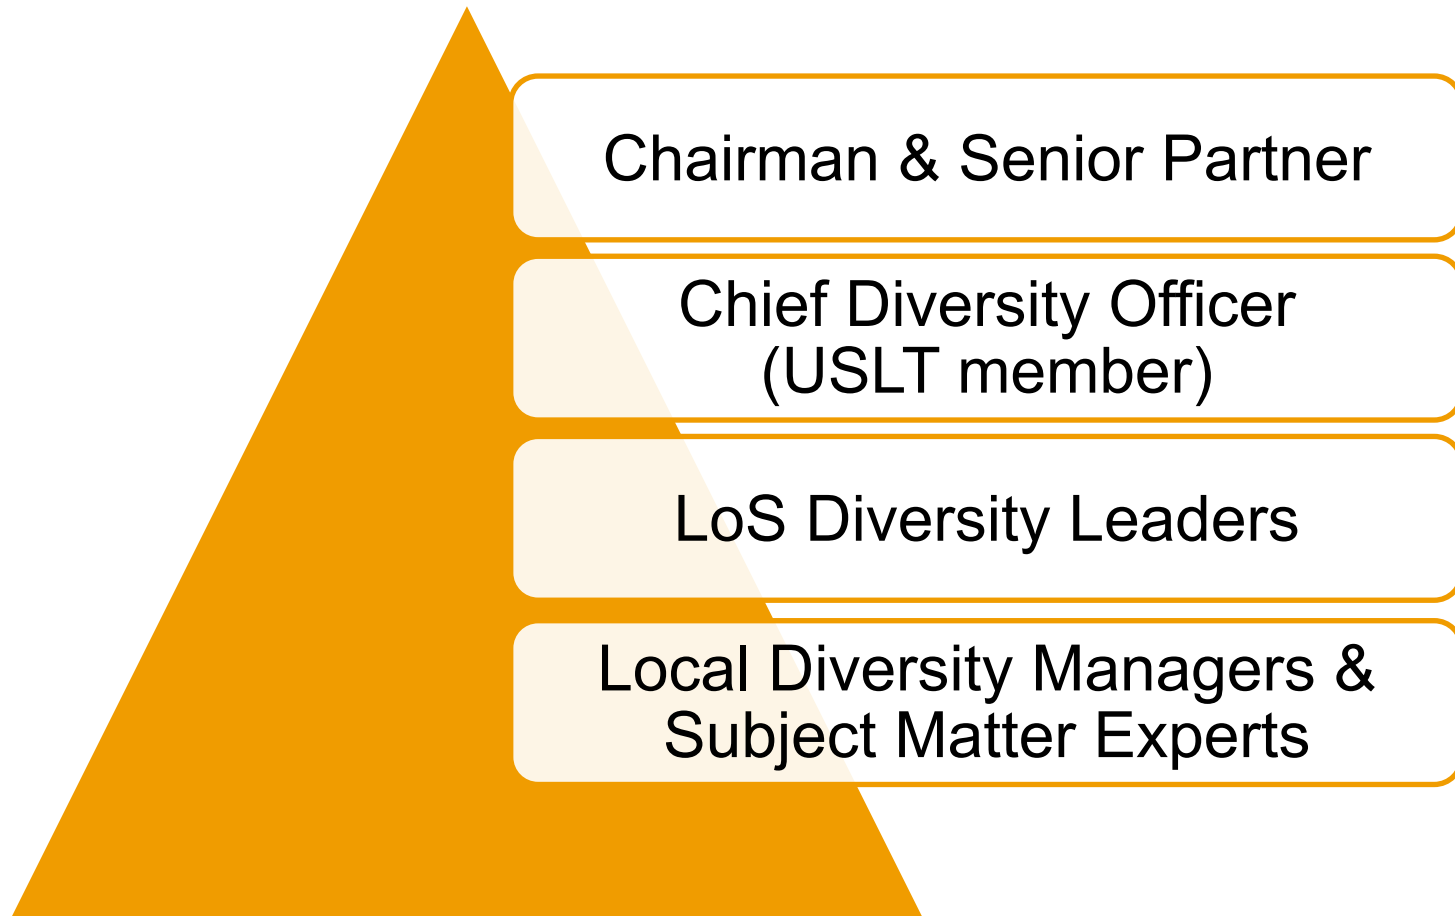 Chairman & Senior Partner
Chief Diversity Officer
(USLT member)
LoS Diversity Leaders
Local Diversity Managers &
Subject Matter Experts